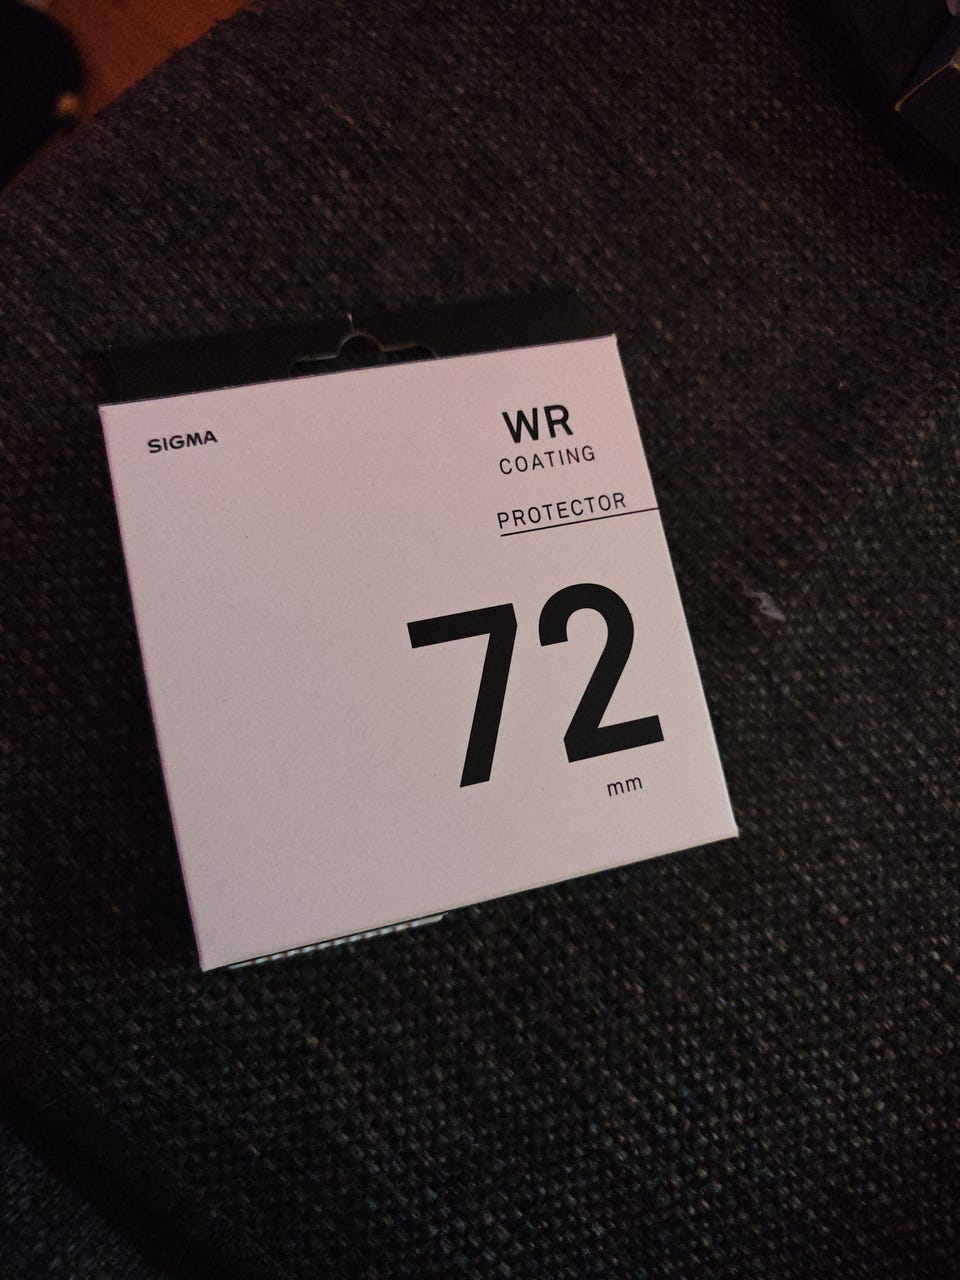 SIGMA
WR
COATING
PROTECTOR
72
mm